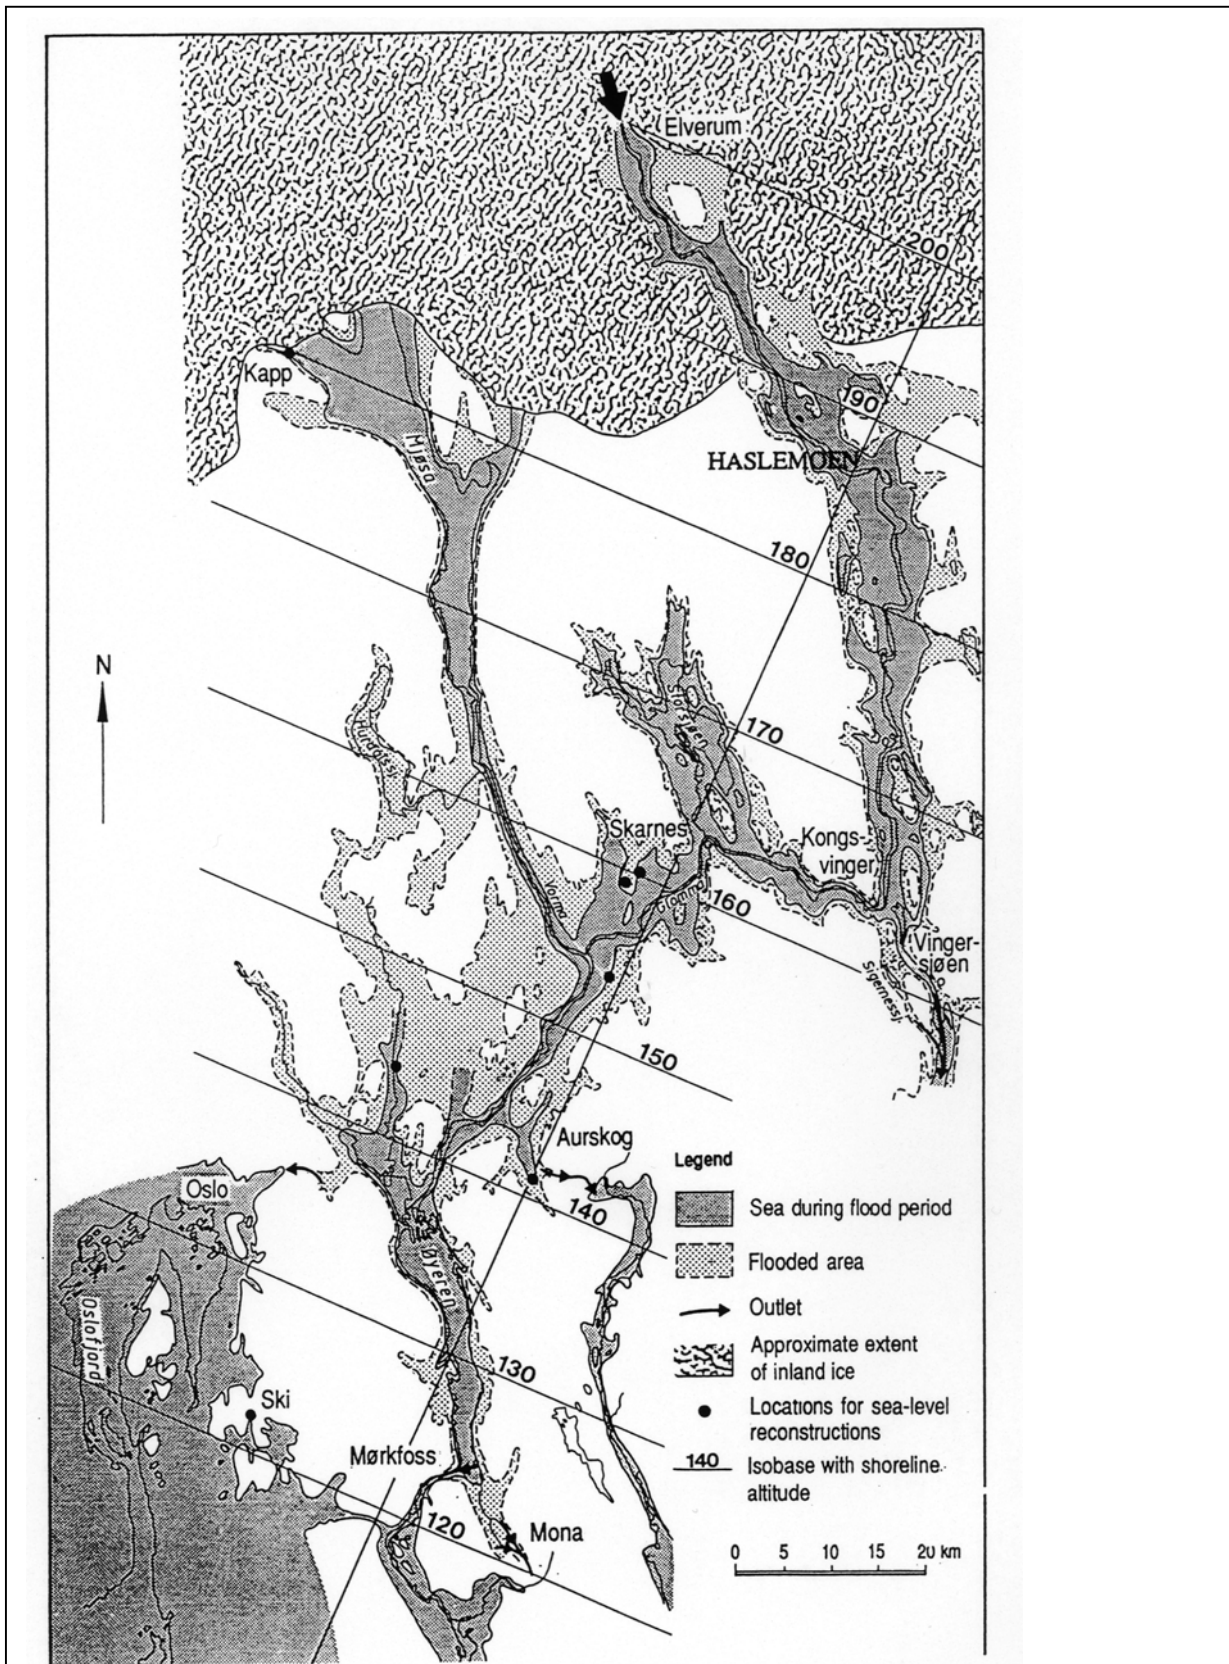 Elverum
200
Kapp
190
Mjøsa
HASLEMOEN
180
N
170
Hurdalssj.
Skarnes
Kongs-
vinger
Vorma
Glomma
160
Vinger-
sjøen
Sigernessj.
150
Aurskog
Oslo
140
Øyeren
Oslofjord
130
Ski
Mørkfoss
120
Mona
Legend
Sea during flood period
Flooded area
Outlet
Approximate extent
of inland ice
Locations for sea-level
reconstructions
140
Isobase with shoreline
altitude
0 5 10 15 20 km